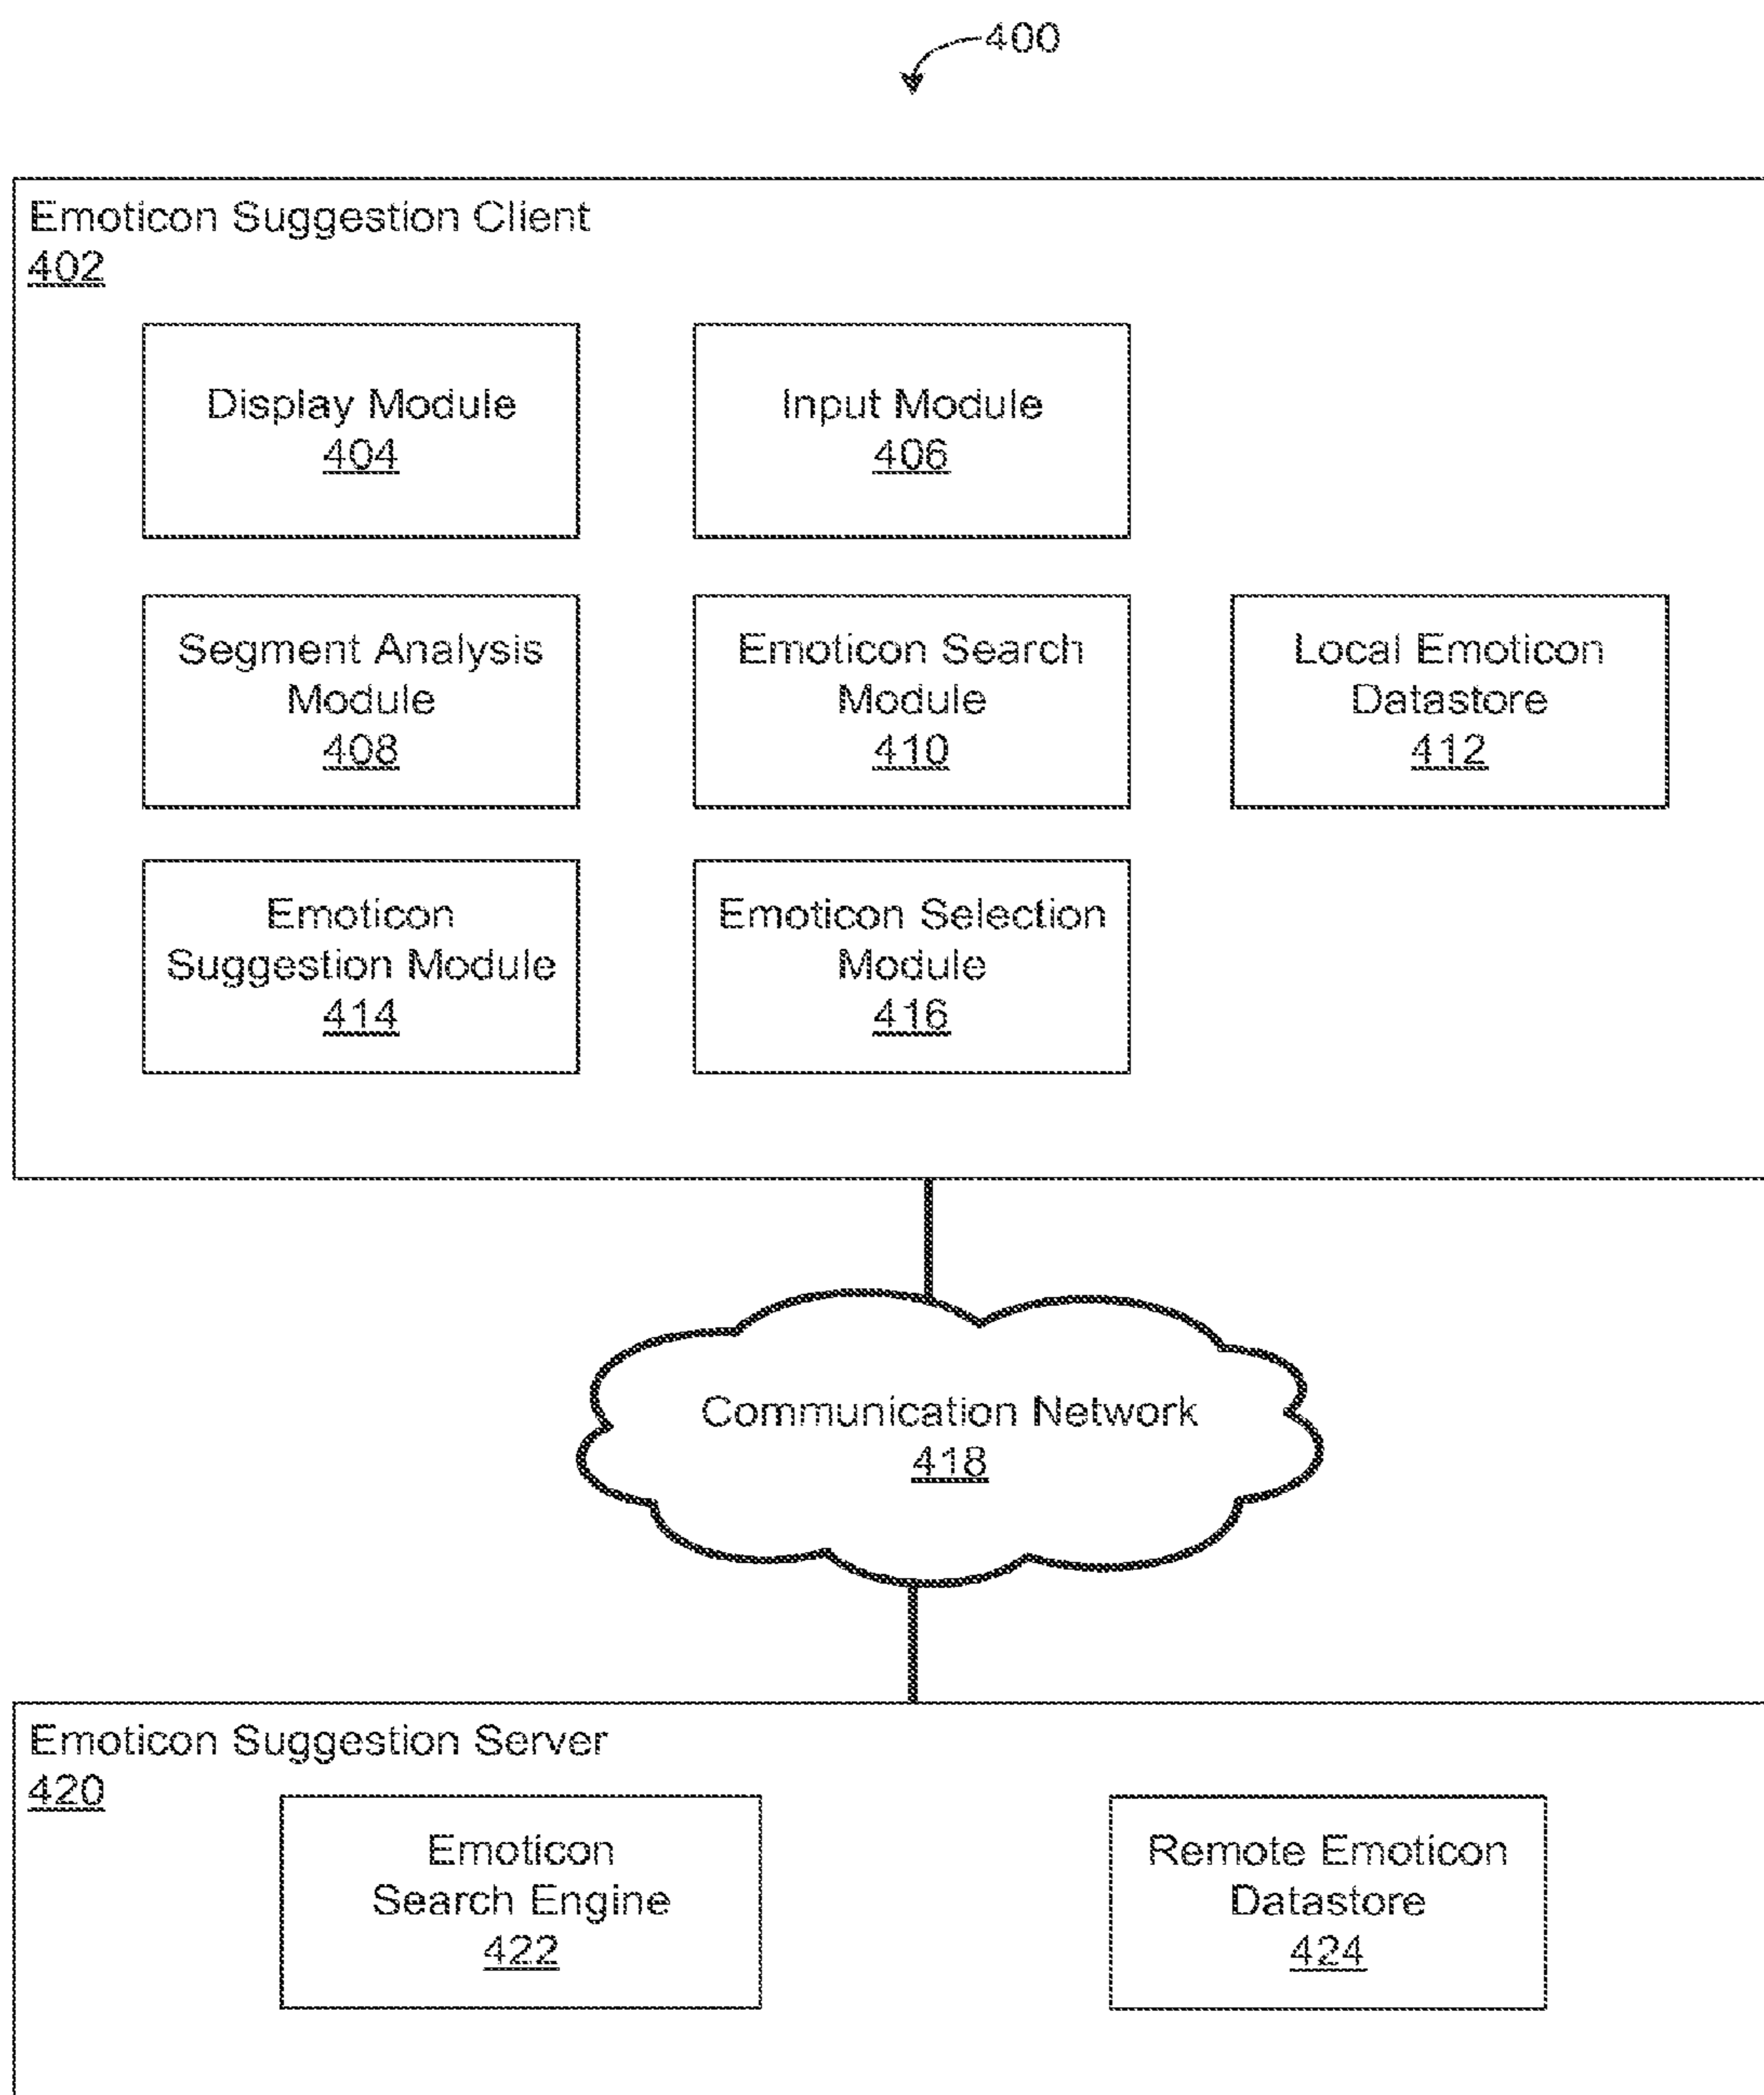 400
Emoticon Suggestion Client
402
Display Module
404
Input Module
406
Segment Analysis
Module
408
Emoticon Search
Module
410
Local Emoticon
Datastore
412
Emoticon
Suggestion Module
414
Emoticon Selection
Module
416
Communication Network
418
Emoticon Suggestion Server
420
Emoticon
Search Engine
422
Remote Emoticon
Datastore
424